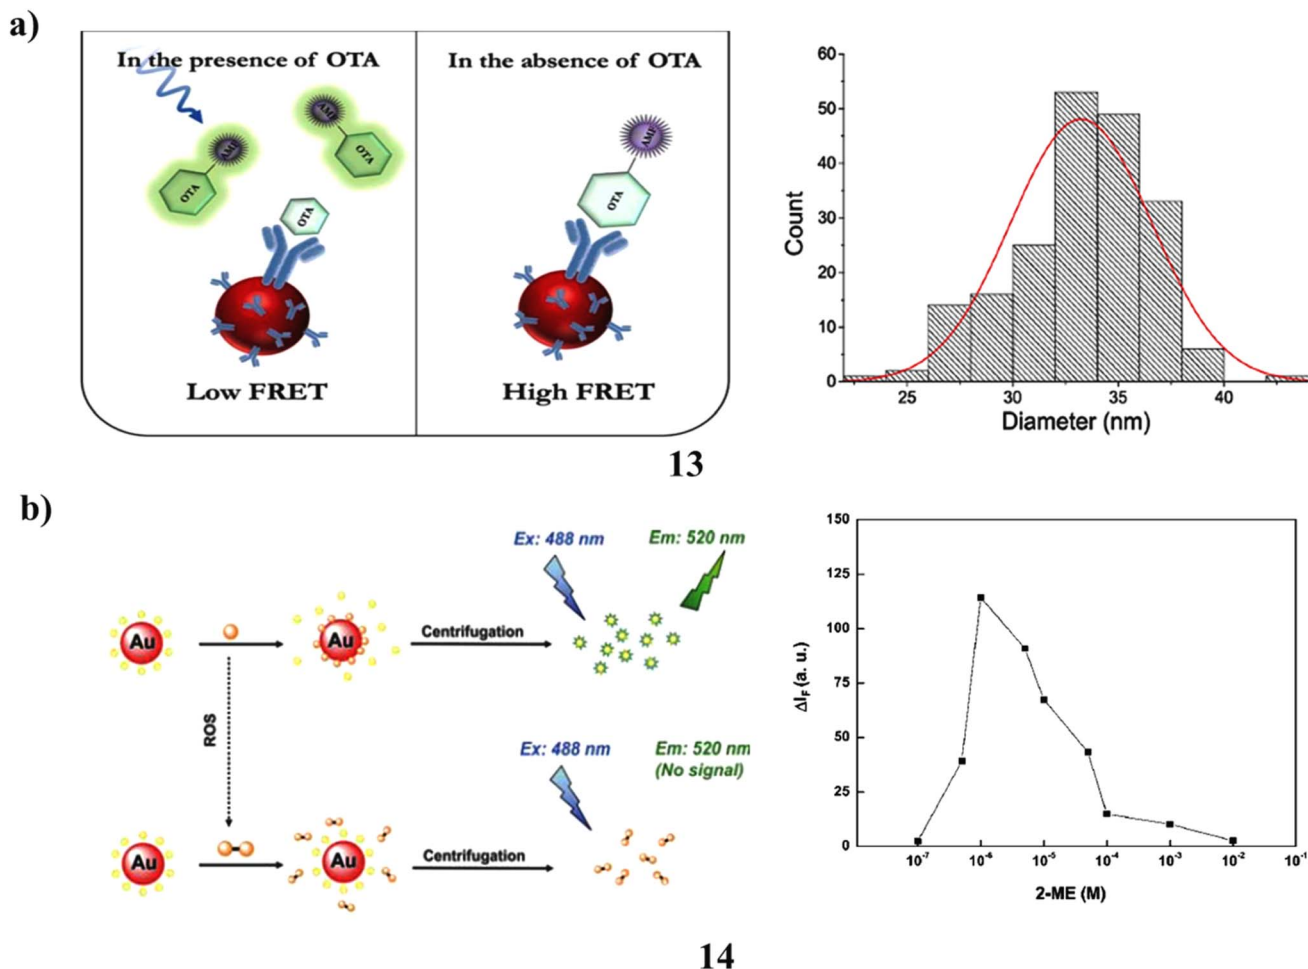 a)
In the presence of OTA
In the absence of OTA
AMF
OTA
AMF
OTA
OTA
AMF
OTA
Low FRET
High FRET
60
50
40
30
20
10
0
Count
25
30
35
40
Diameter (nm)
13
b)
Ex: 488 nm
Em: 520 nm
Au
Au
Centrifugation
ROS
Ex: 488 nm
Em: 520 nm
(No signal)
Au
Au
Centrifugation
150
125
100
75
50
25
0
ΔI_F (a. u.)
10⁻⁷
10⁻⁶
10⁻⁵
10⁻⁴
10⁻³
10⁻²
10⁻¹
2-ME (M)
14